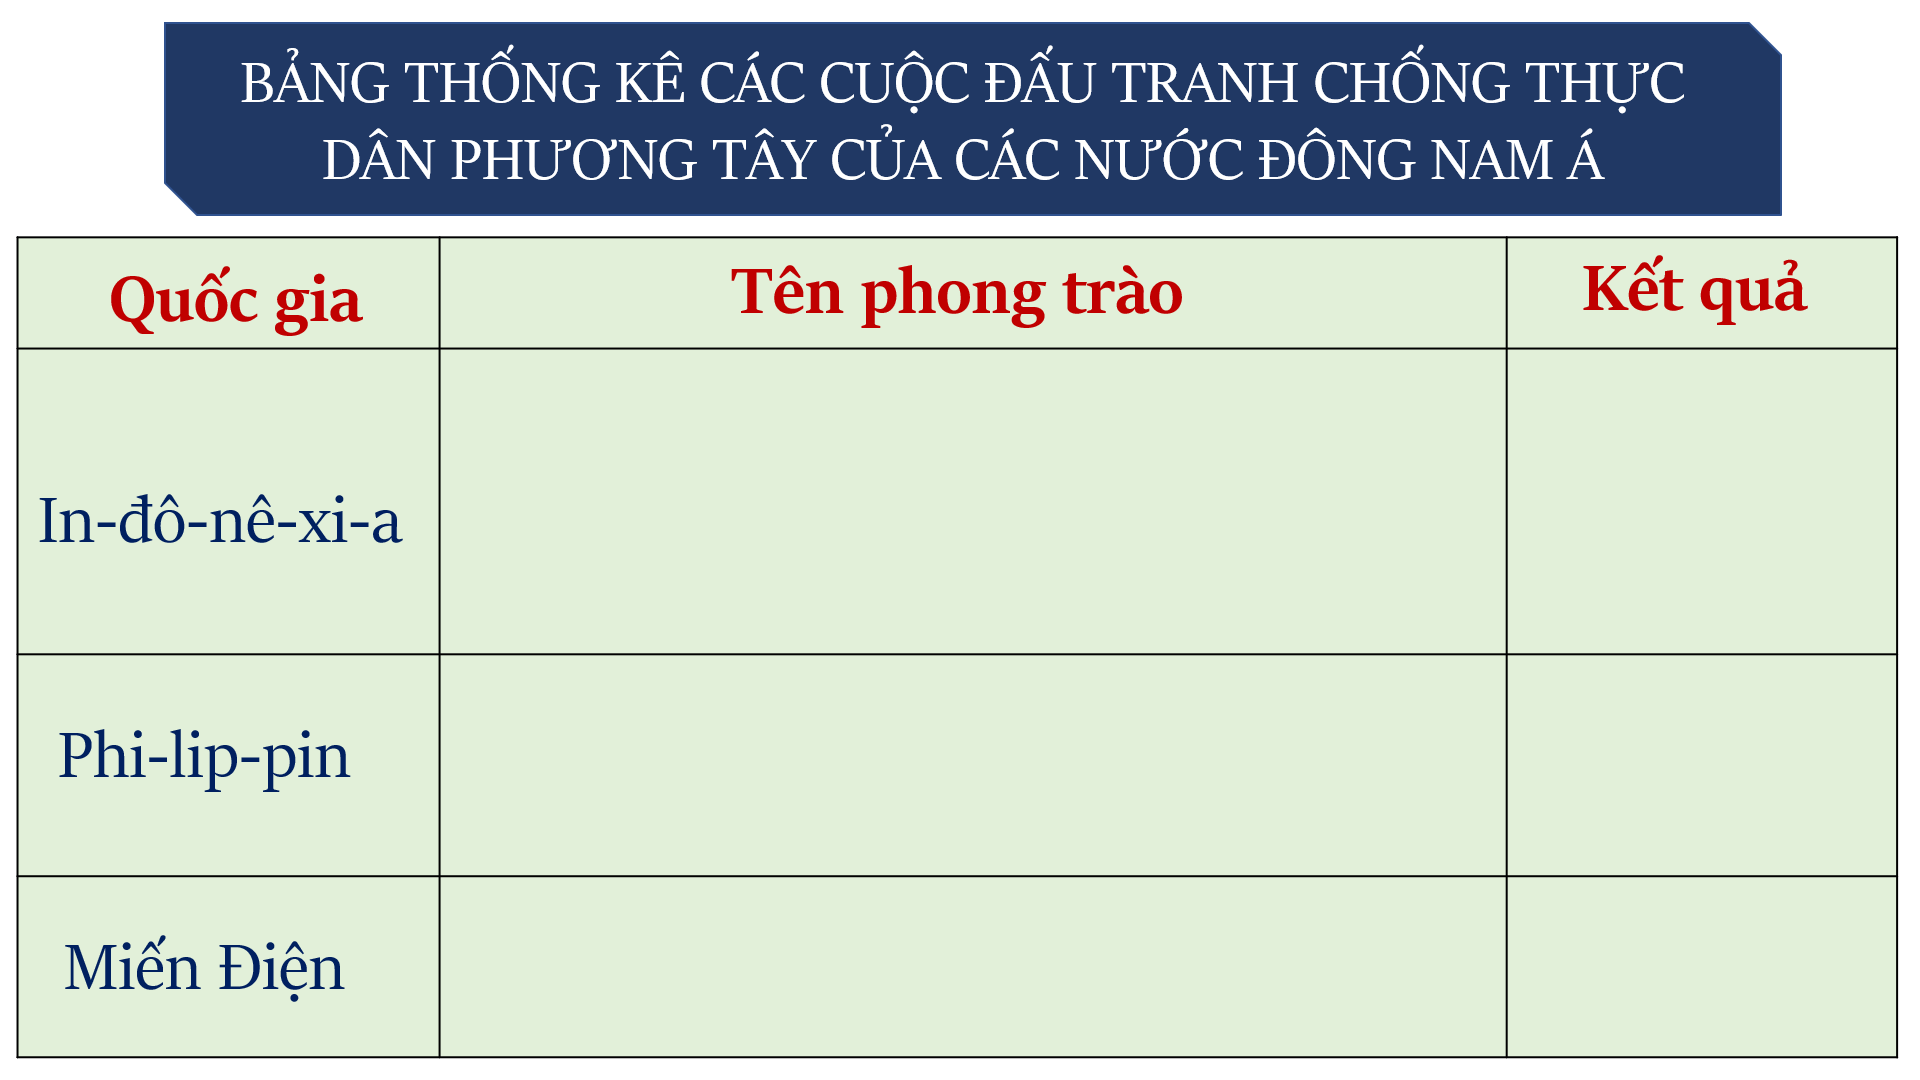 BẢNG THỐNG KÊ CÁC CUỘC ĐẤU TRANH CHỐNG THỰC
DÂN PHƯƠNG TÂY CỦA CÁC NƯỚC ĐÔNG NAM Á
Quốc gia
Tên phong trào
Kết quả
In-đô-nê-xi-a
Phi-lip-pin
Miến Điện